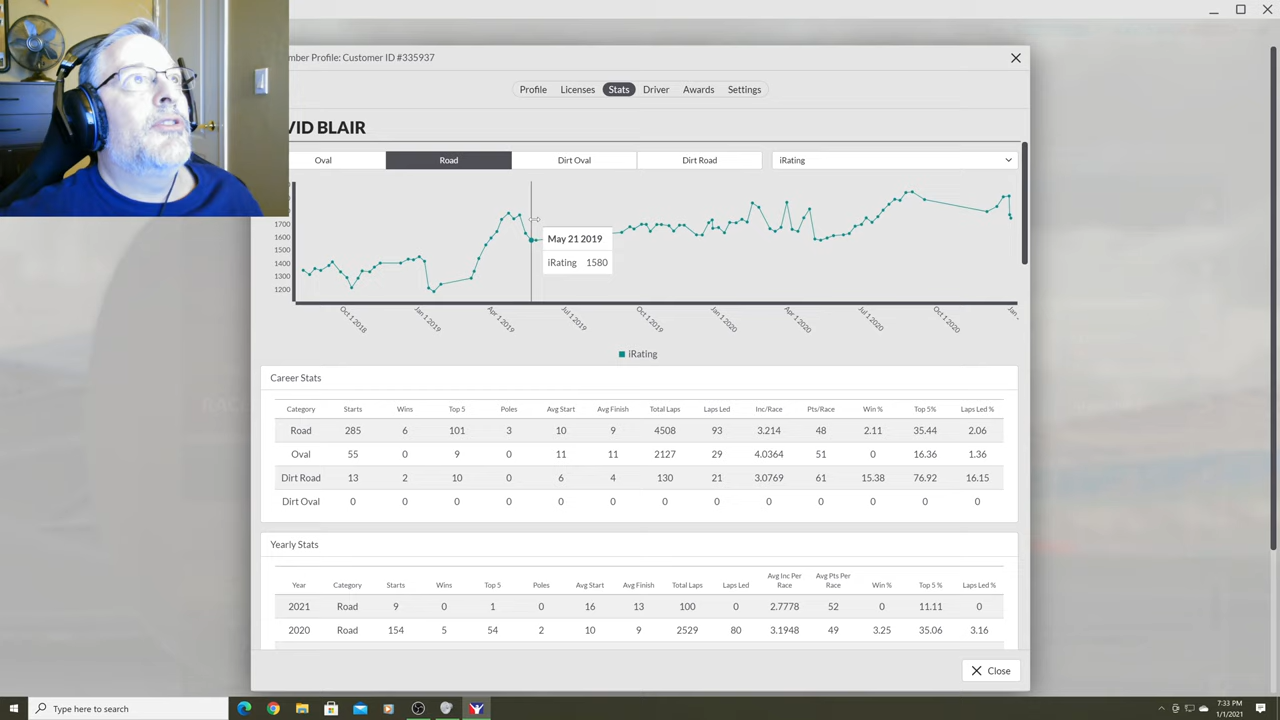 mber Profile: Customer ID #335937
Profile Licenses Stats Driver Awards Settings
VID BLAIR
Oval Road Dirt Oval Dirt Road iRating
1700
1600
1500
1400
1300
1200
May 21 2019
iRating 1580
Oct 1 2018 Jan 1 2019 Apr 1 2019 Jul 1 2019 Oct 1 2019 Jan 1 2020 Apr 1 2020 Jul 1 2020 Oct 1 2020 Jan ..
iRating
Career Stats
Category Starts Wins Top 5 Poles Avg Start Avg Finish Total Laps Laps Led Inc/Race Pts/Race Win % Top 5% Laps Led %
Road 285 6 101 3 10 9 4508 93 3.214 48 2.11 35.44 2.06
Oval 55 0 9 0 11 11 2127 29 4.0364 51 0 16.36 1.36
Dirt Road 13 2 10 0 6 4 130 21 3.0769 61 15.38 76.92 16.15
Dirt Oval 0 0 0 0 0 0 0 0 0 0 0 0 0
Yearly Stats
Year Category Starts Wins Top 5 Poles Avg Start Avg Finish Total Laps Laps Led Avg Inc Per Race Avg Pts Per Race Win % Top 5 % Laps Led %
2021 Road 9 0 1 0 16 13 100 0 2.7778 52 0 11.11 0
2020 Road 154 5 54 2 10 9 2529 80 3.1948 49 3.25 35.06 3.16
Close
Type here to search
7:33 PM
1/1/2021